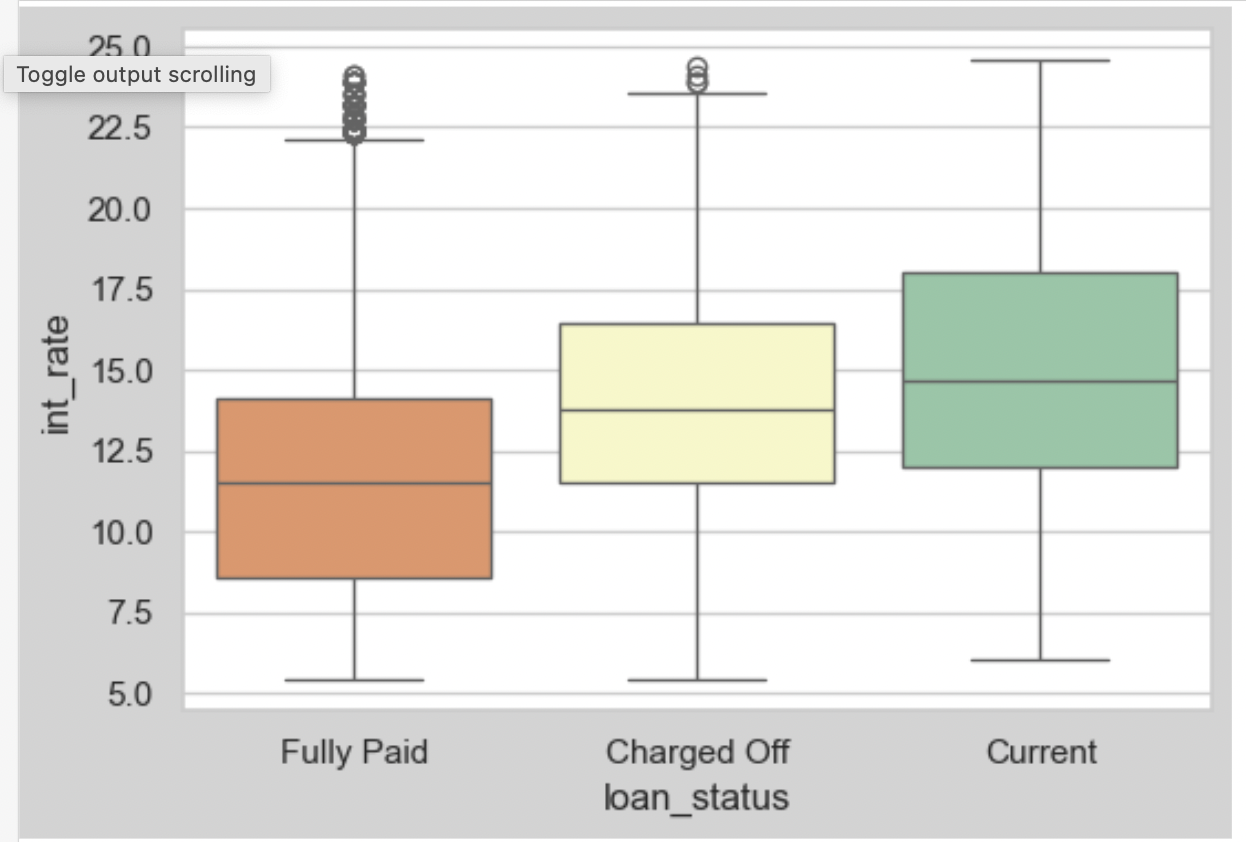 25.0
Toggle output scrolling
22.5
20.0
17.5
15.0
12.5
10.0
7.5
5.0
int_rate
Fully Paid Charged Off Current
loan_status